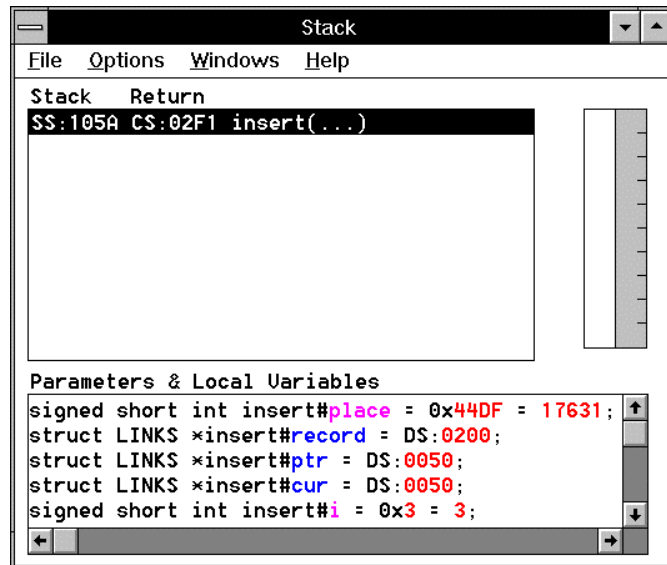 Stack
File Options Windows Help
Stack Return
SS:105A CS:02F1 insert(...)
Parameters & Local Variables
signed short int insert#place = 0x44DF = 17631;
struct LINKS *insert#record = DS:0200;
struct LINKS *insert#ptr = DS:0050;
struct LINKS *insert#cur = DS:0050;
signed short int insert#i = 0x3 = 3;